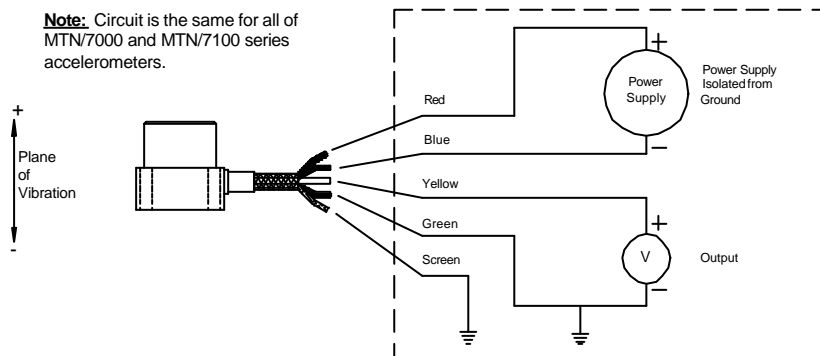 Note: Circuit is the same for all of
MTN/7000 and MTN/7100 series
accelerometers.
+
Plane
of
Vibration
-
Red
Blue
Yellow
Green
Screen
+
Power
Supply
−
Power Supply
Isolated from
Ground
+
V
−
Output